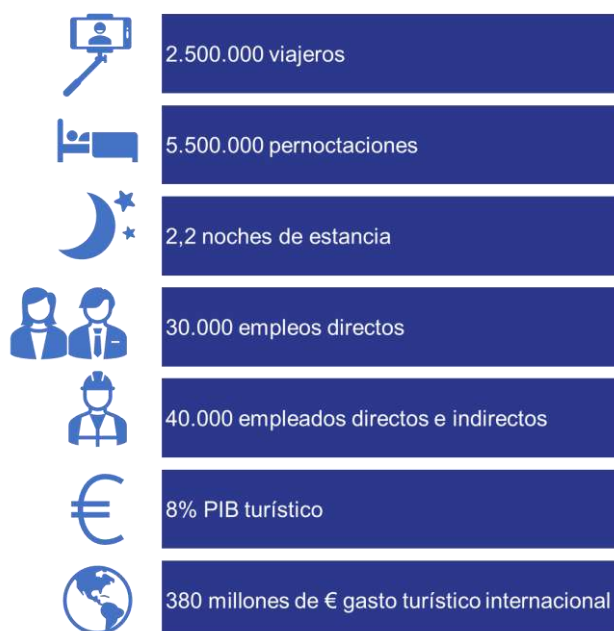 2.500.000 viajeros
5.500.000 pernoctaciones
2,2 noches de estancia
30.000 empleos directos
40.000 empleados directos e indirectos
8% PIB turístico
380 millones de € gasto turístico internacional